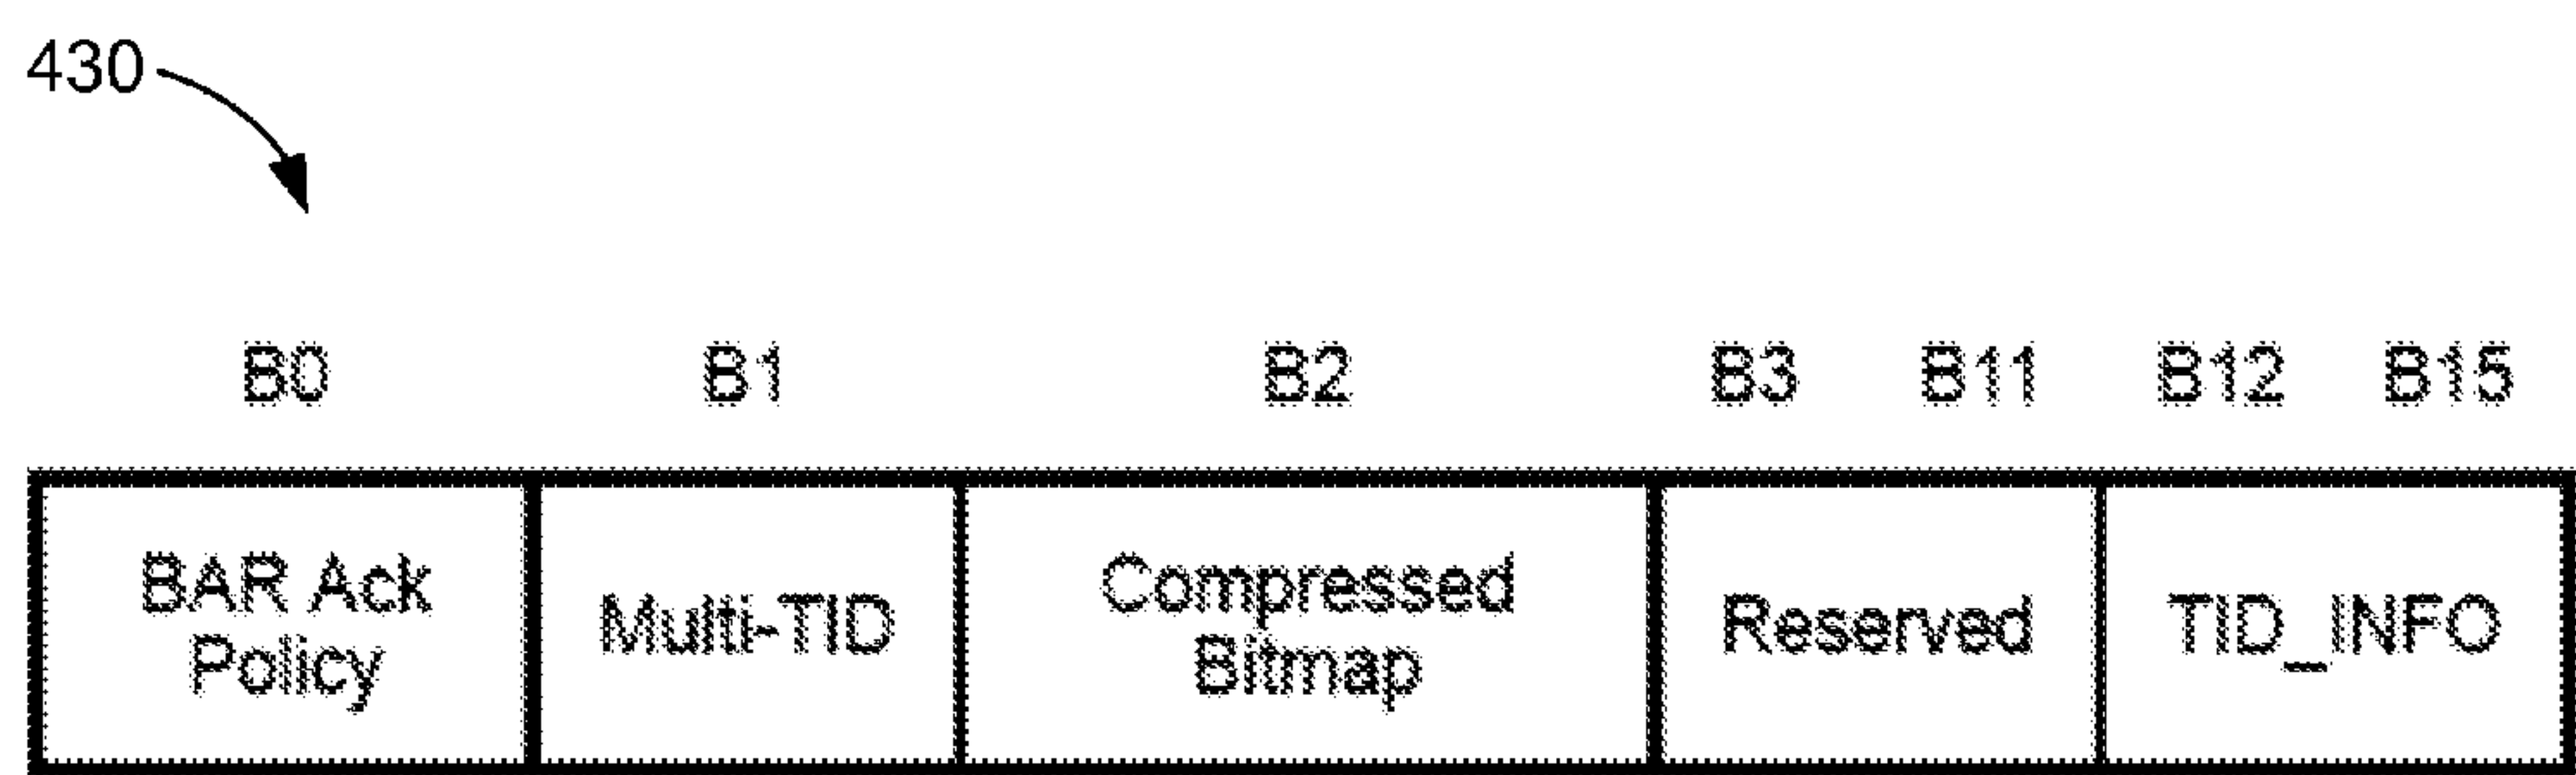 430
B0 B1 B2 B3 B11 B12 B15
BAR Ack Policy
Multi-TID
Compressed Bitmap
Reserved
TID_INFO